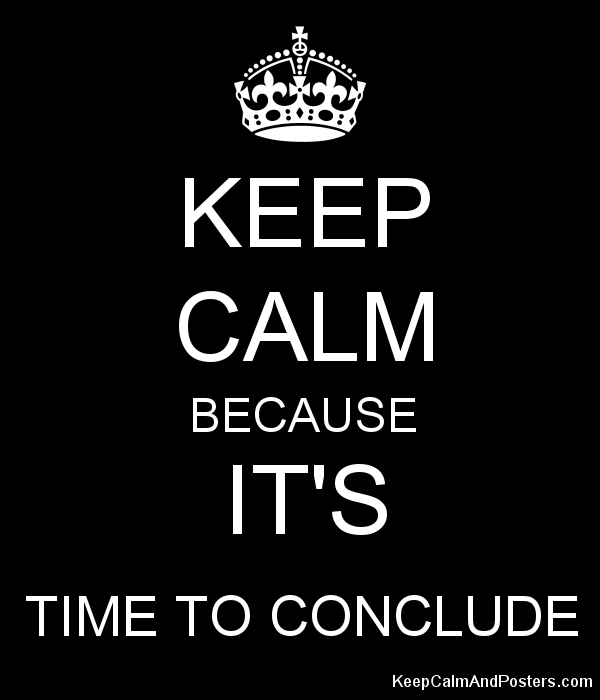 KEEP
CALM
BECAUSE
IT'S
TIME TO CONCLUDE
KeepCalmAndPosters.com